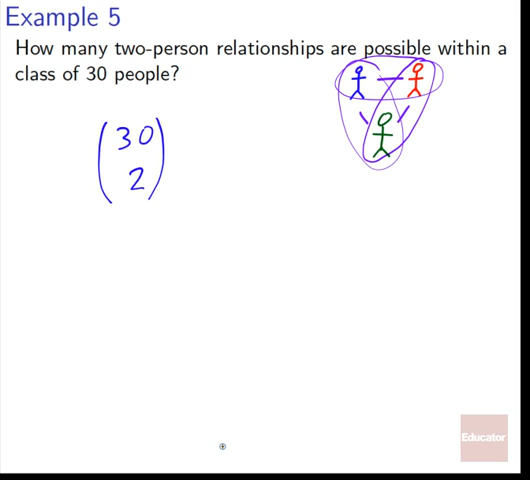 Example 5
How many two-person relationships are possible within a
class of 30 people?
(30
2)
Educator